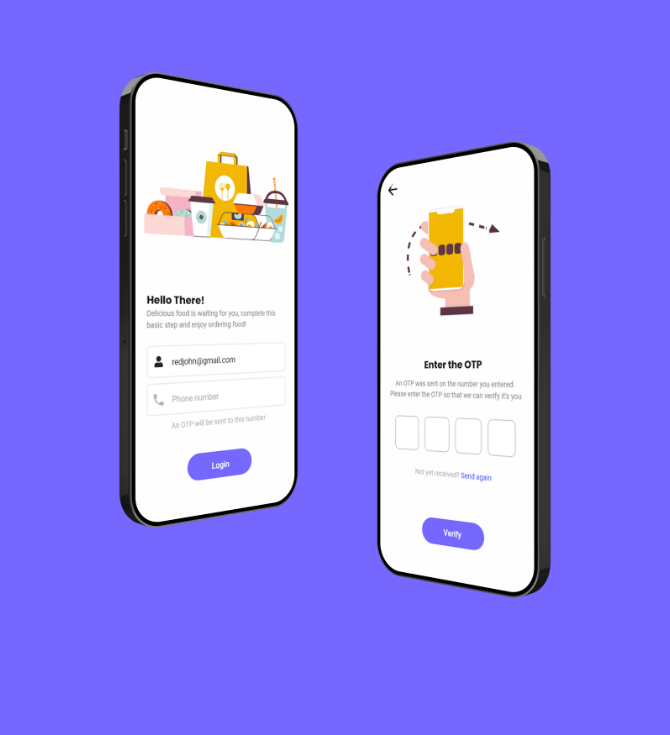 Hello There!
Delicious food is waiting for you, complete this
basic step and enjoy ordering food!
redjohn@gmail.com
Phone number
An OTP will be sent to this number
Login
Enter the OTP
An OTP was sent on the number you entered.
Please enter the OTP so that we can verify it's you
Not yet received? Send again
Verify